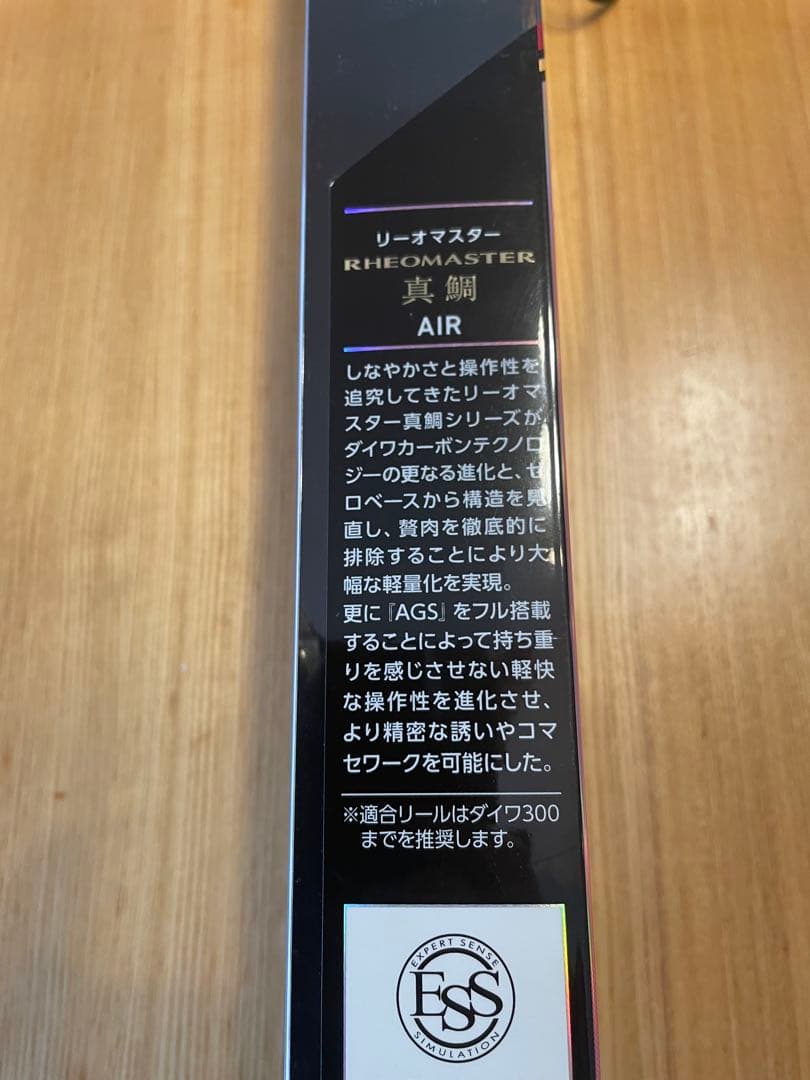 リーオマスター
RHEOMASTER
真鯛
AIR
しなやかさと操作性を
追究してきたリーオマ
スター真鯛シリーズが、
ダイワカーボンテクノロ
ジーの更なる進化と、ゼ
ロベースから構造を見
直し、贅肉を徹底的に
排除することにより大
幅な軽量化を実現。
更に『AGS』をフル搭載
することによって持ち重
りを感じさせない軽快
な操作性を進化させ、
より精密な誘いやコマ
セワークを可能にした。
※適合リールはダイワ300
までを推奨します。
EXPERT SENSE
ESS
SIMULATION